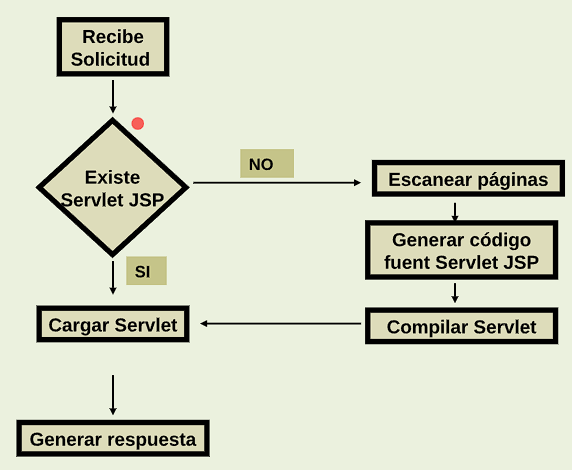 Recibe
Solicitud
Existe
Servlet JSP
NO
Escanear páginas
Generar código
fuent Servlet JSP
SI
Cargar Servlet
Compilar Servlet
Generar respuesta